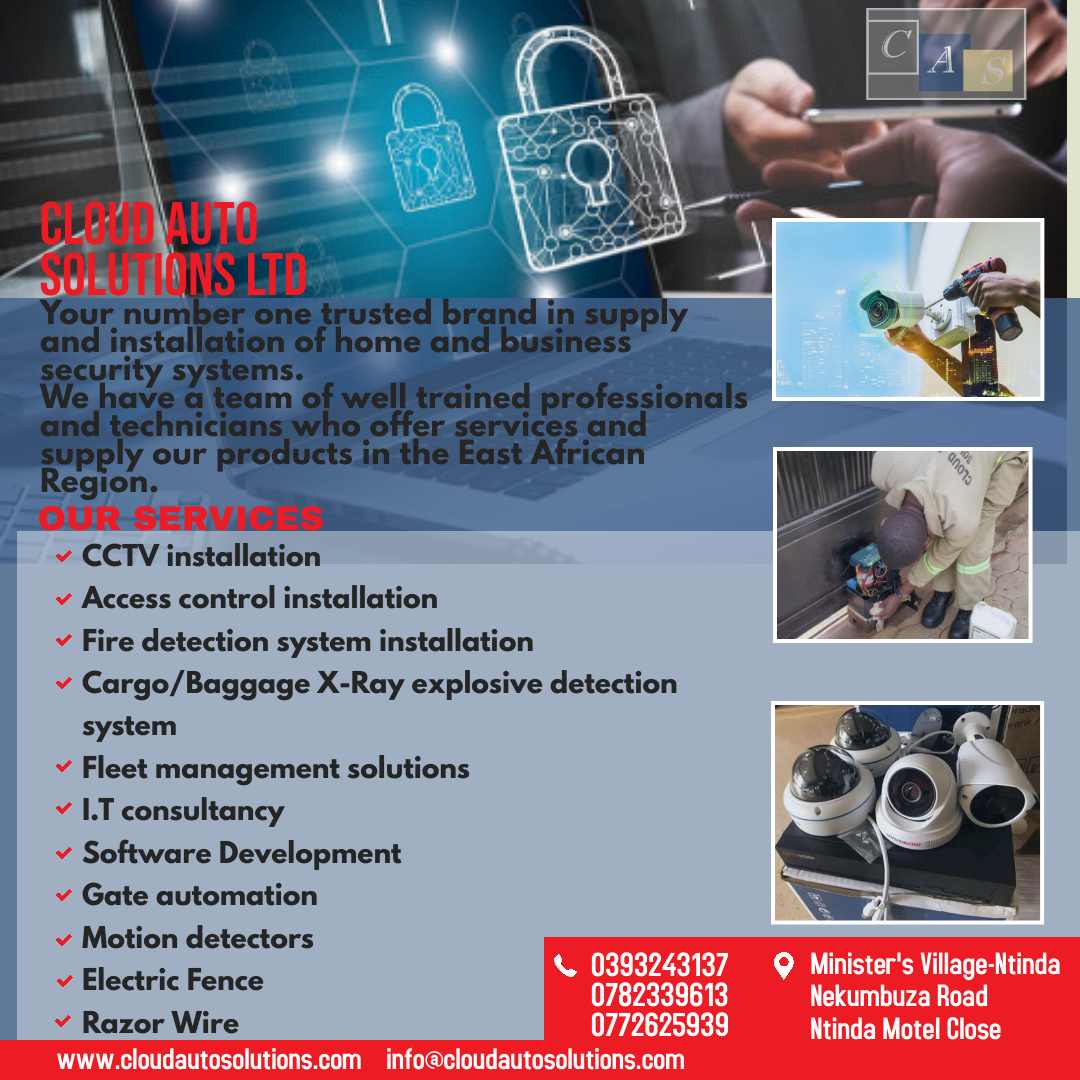 C A S
CLOUD AUTO
SOLUTIONS LTD
Your number one trusted brand in supply
and installation of home and business
security systems.
We have a team of well trained professionals
and technicians who offer services and
supply our products in the East African
Region.
OUR SERVICES
CCTV installation
Access control installation
Fire detection system installation
Cargo/Baggage X-Ray explosive detection
system
Fleet management solutions
I.T consultancy
Software Development
Gate automation
Motion detectors
Electric Fence
Razor Wire
CLOUD
0393243137
0782339613
0772625939
Minister's Village-Ntinda
Nekumbuza Road
Ntinda Motel Close
www.cloudautosolutions.com info@cloudautosolutions.com